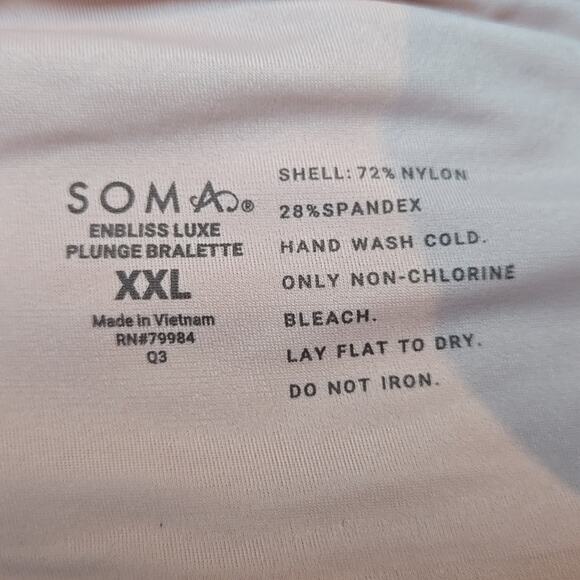 SOMA®
ENBLISS LUXE
PLUNGE BRALETTE
XXL
Made in Vietnam
RN#79984
Q3
SHELL: 72% NYLON
28%SPANDEX
HAND WASH COLD.
ONLY NON-CHLORINE
BLEACH.
LAY FLAT TO DRY.
DO NOT IRON.